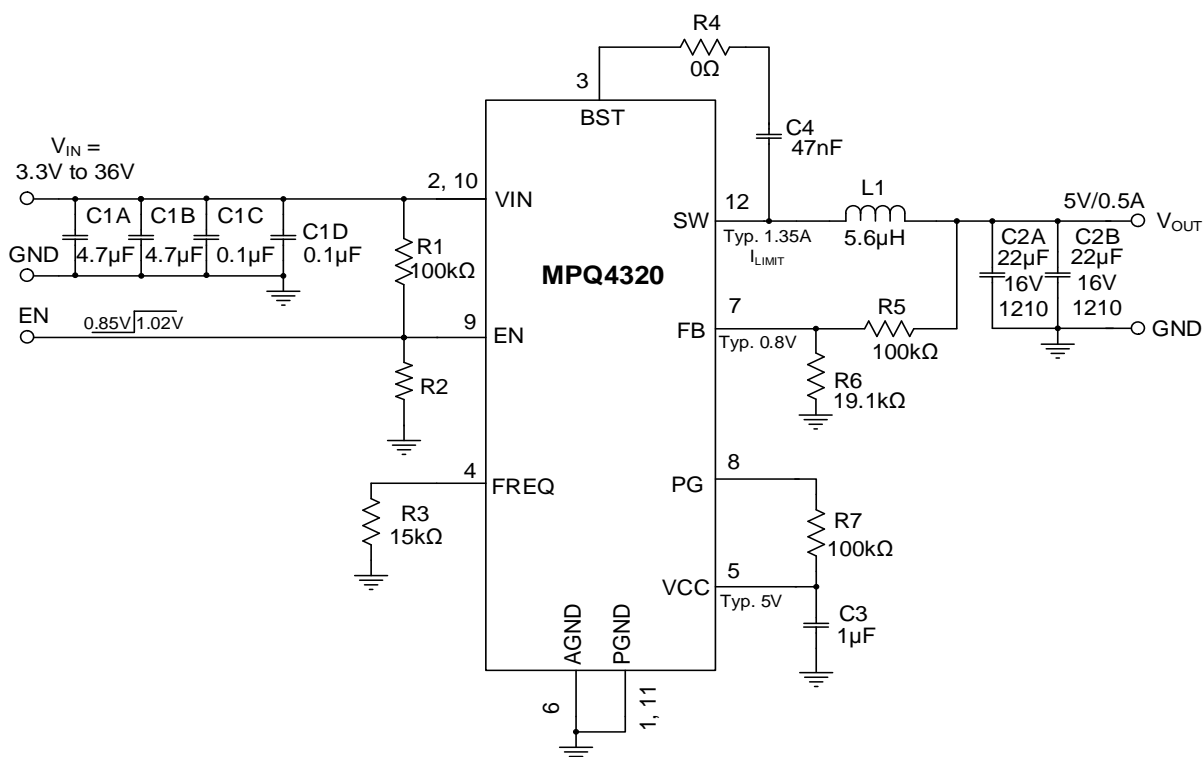 R4
0Ω
3
BST
C4
47nF
V_IN =
3.3V to 36V
2, 10
VIN
C1A
C1B
C1C
C1D
4.7µF
4.7µF
0.1µF
0.1µF
GND
R1
100kΩ
MPQ4320
SW
12
Typ. 1.35A
I_LIMIT
L1
5.6µH
5V/0.5A
V_OUT
C2A
C2B
22µF
22µF
16V
16V
1210
1210
GND
EN
0.85V
1.02V
9
EN
R2
7
FB
Typ. 0.8V
R5
100kΩ
R6
19.1kΩ
4
FREQ
R3
15kΩ
8
PG
R7
100kΩ
5
VCC
Typ. 5V
C3
1µF
AGND
PGND
6
1, 11